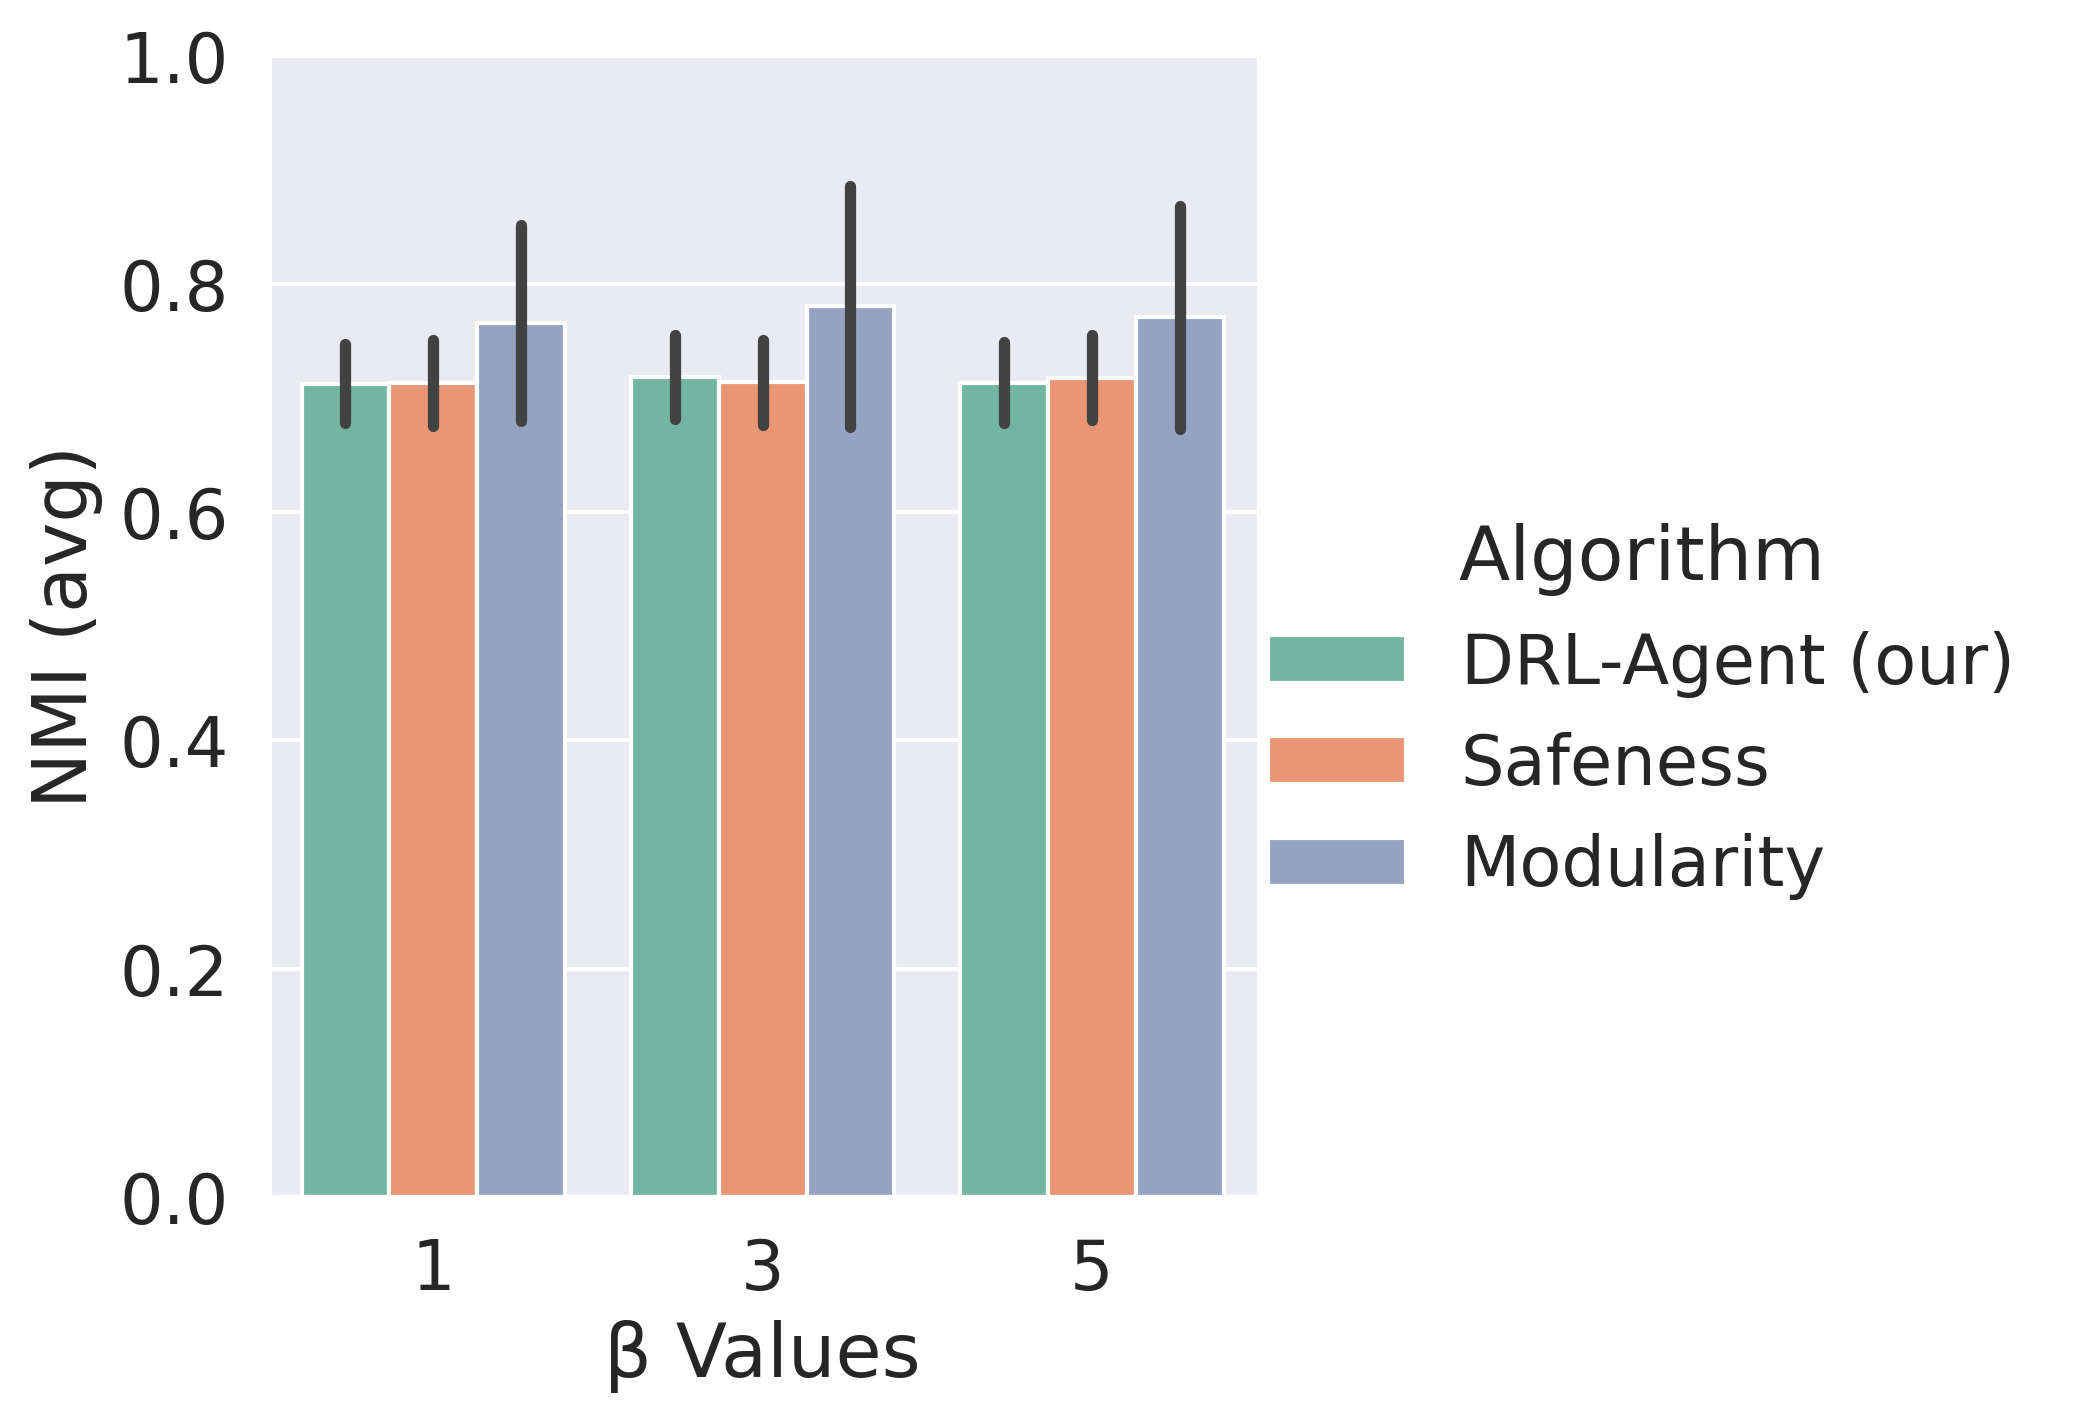 1.0
0.8
0.6
0.4
0.2
0.0
NMI (avg)
1 3 5
β Values
Algorithm
DRL-Agent (our)
Safeness
Modularity